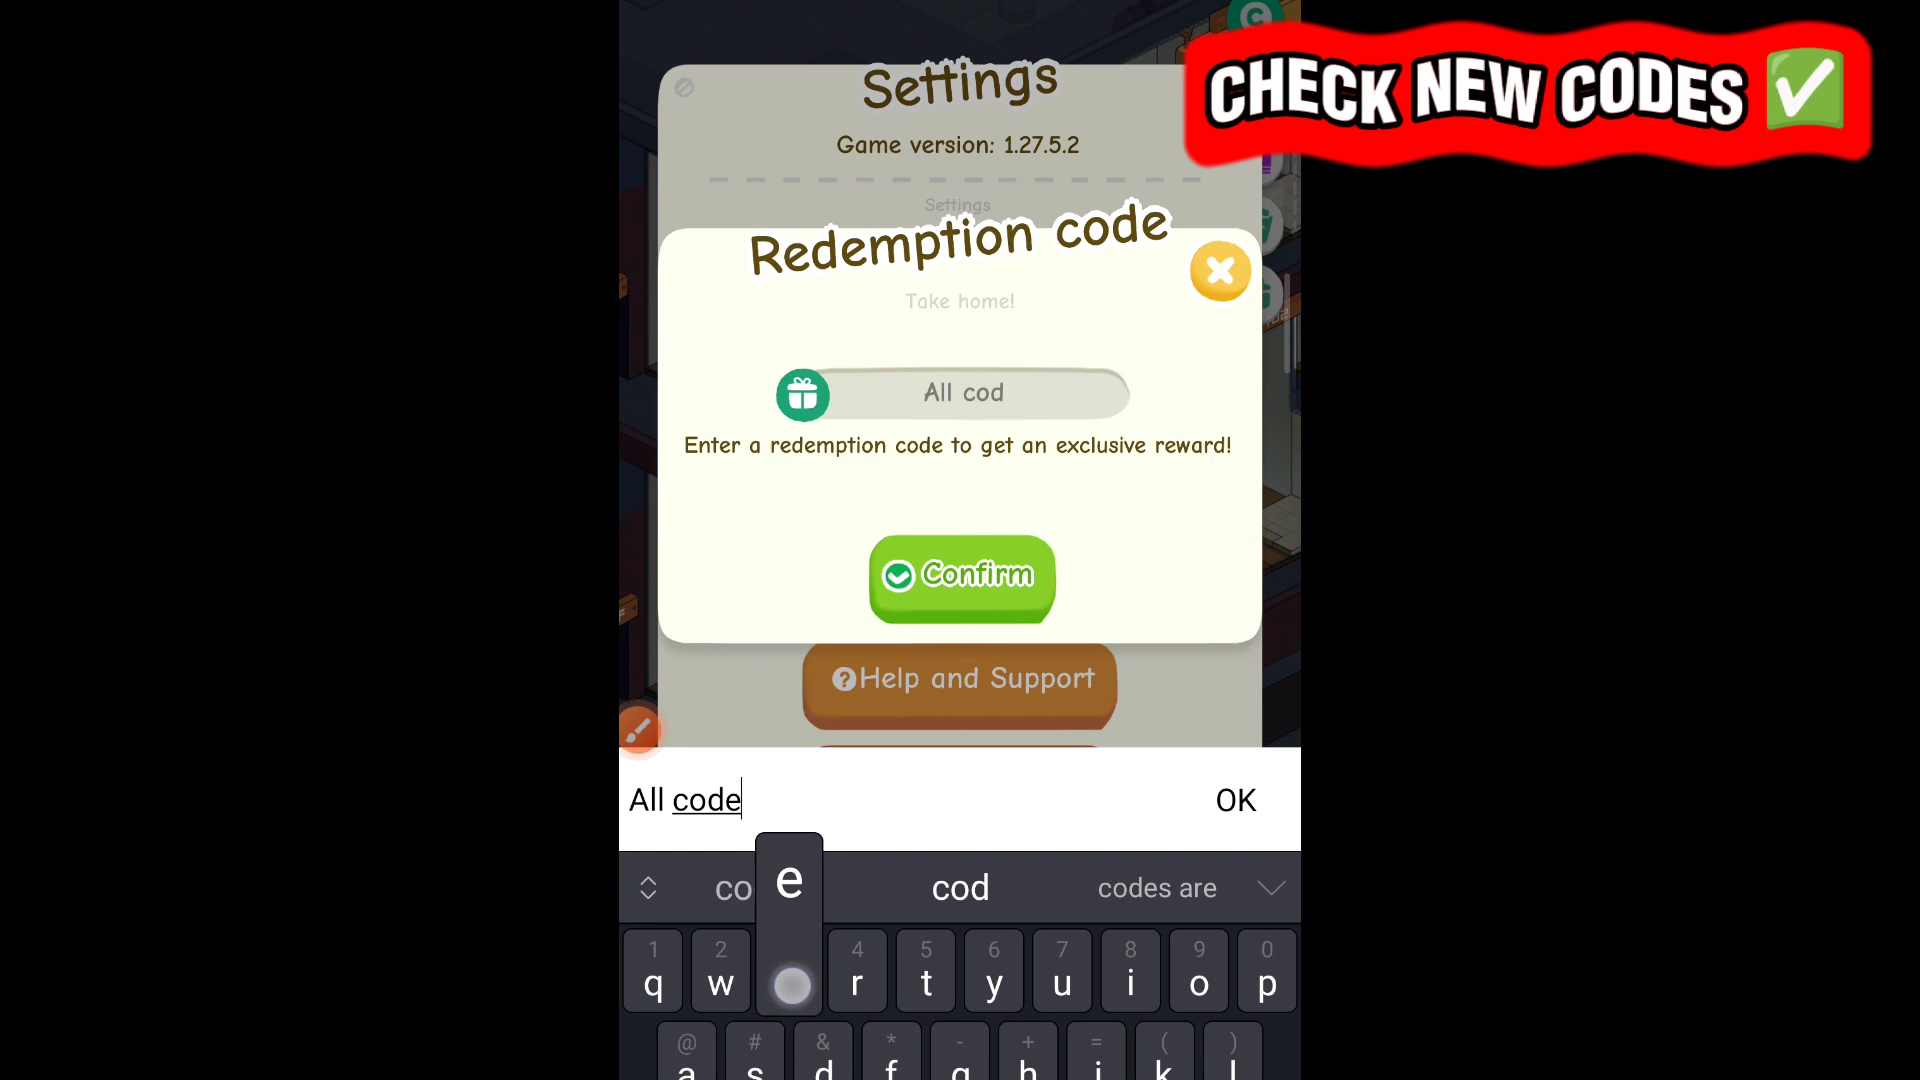 CHECK NEW CODES
Settings
Game version: 1.27.5.2
Settings
Redemption code
Take home!
All cod
Enter a redemption code to get an exclusive reward!
Confirm
Help and Support
All code
OK
co
e
cod
codes are
1 2 4 5 6 7 8 9 0
q w r t y u i o p
@ # & * - + = ( )
a s d f g h j k l